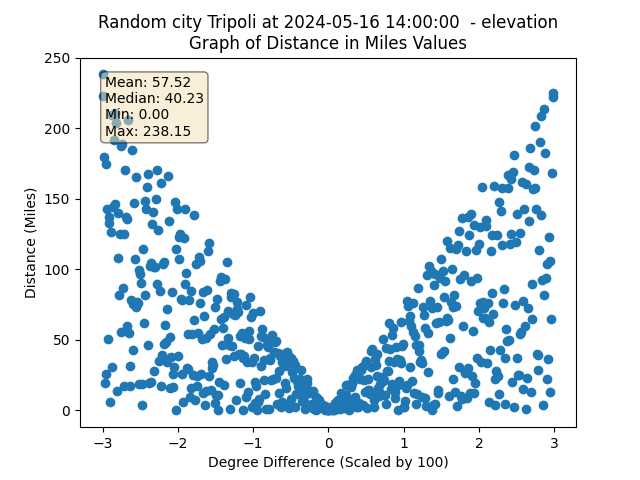 Random city Tripoli at 2024-05-16 14:00:00  - elevation
Graph of Distance in Miles Values
250
200
150
100
50
0
Distance (Miles)
Mean: 57.52
Median: 40.23
Min: 0.00
Max: 238.15
−3
−2
−1
0
1
2
3
Degree Difference (Scaled by 100)